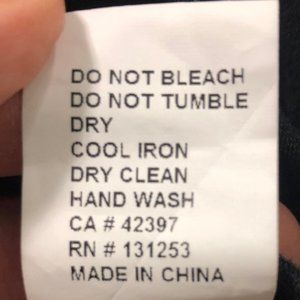 DO NOT BLEACH
DO NOT TUMBLE
DRY
COOL IRON
DRY CLEAN
HAND WASH
CA # 42397
RN # 131253
MADE IN CHINA